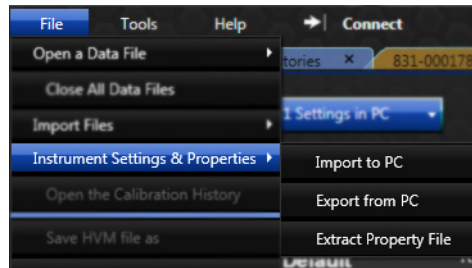 File Tools Help Connect
Open a Data File
tories × 831-000178
Close All Data Files
Import Files
1 Settings in PC
Instrument Settings & Properties
Import to PC
Open the Calibration History
Export from PC
Save HVM file as
Extract Property File
Default